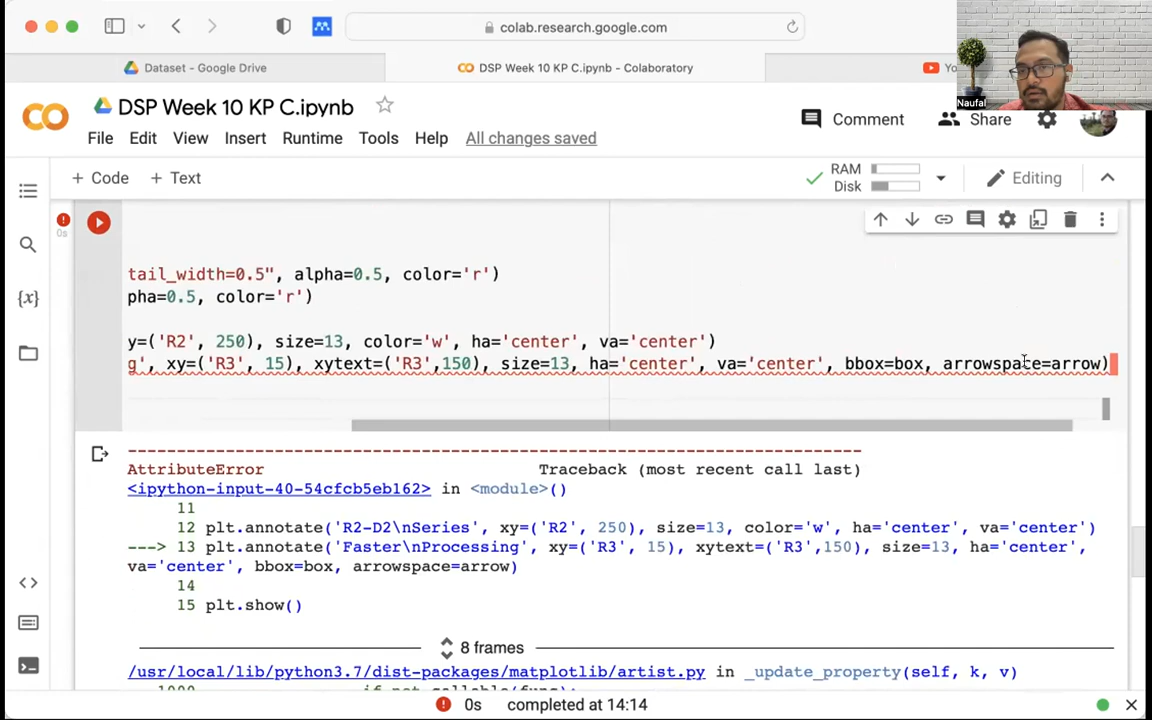 colab.research.google.com
Dataset - Google Drive
DSP Week 10 KP C.ipynb - Colaboratory
Yo
Naufal
DSP Week 10 KP C.ipynb
File Edit View Insert Runtime Tools Help All changes saved
Comment Share
+ Code + Text
RAM
Disk
Editing
0s
tail_width=0.5", alpha=0.5, color='r')
pha=0.5, color='r')
y=('R2', 250), size=13, color='w', ha='center', va='center')
g', xy=('R3', 15), xytext=('R3',150), size=13, ha='center', va='center', bbox=box, arrowspace=arrow)
---------------------------------------------------------------------------
AttributeError Traceback (most recent call last)
<ipython-input-40-54cfcb5eb162> in <module>()
11
12 plt.annotate('R2-D2\nSeries', xy=('R2', 250), size=13, color='w', ha='center', va='center')
---> 13 plt.annotate('Faster\nProcessing', xy=('R3', 15), xytext=('R3',150), size=13, ha='center',
va='center', bbox=box, arrowspace=arrow)
14
15 plt.show()
8 frames
/usr/local/lib/python3.7/dist-packages/matplotlib/artist.py in _update_property(self, k, v)
0s completed at 14:14